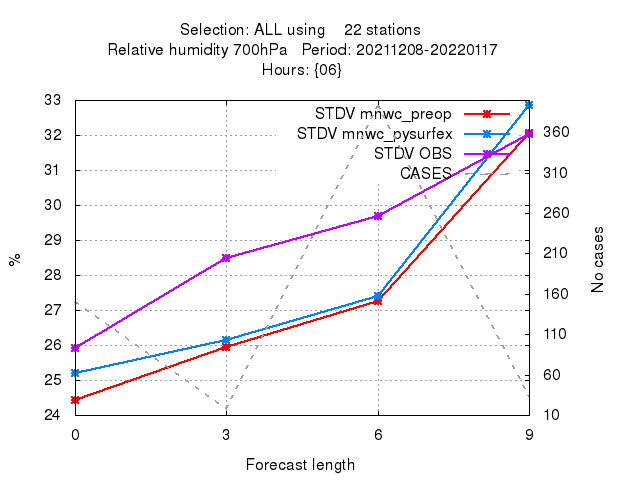 Selection: ALL using    22 stations
Relative humidity 700hPa   Period: 20211208-20220117
Hours: {06}
STDV mnwc_preop
STDV mnwc_pysurfex
STDV OBS
CASES
33
32
31
30
29
28
27
26
25
24
%
360
310
260
210
160
110
60
10
No cases
0 3 6 9
Forecast length